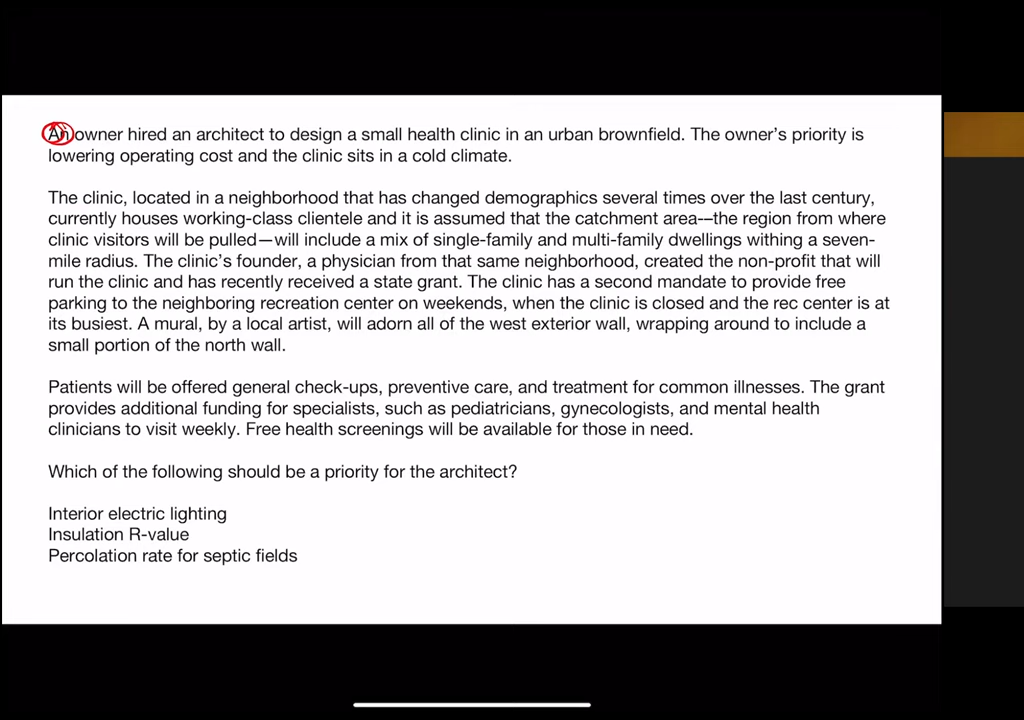 An owner hired an architect to design a small health clinic in an urban brownfield. The owner's priority is
lowering operating cost and the clinic sits in a cold climate.
The clinic, located in a neighborhood that has changed demographics several times over the last century,
currently houses working-class clientele and it is assumed that the catchment area--the region from where
clinic visitors will be pulled—will include a mix of single-family and multi-family dwellings withing a seven-
mile radius. The clinic's founder, a physician from that same neighborhood, created the non-profit that will
run the clinic and has recently received a state grant. The clinic has a second mandate to provide free
parking to the neighboring recreation center on weekends, when the clinic is closed and the rec center is at
its busiest. A mural, by a local artist, will adorn all of the west exterior wall, wrapping around to include a
small portion of the north wall.
Patients will be offered general check-ups, preventive care, and treatment for common illnesses. The grant
provides additional funding for specialists, such as pediatricians, gynecologists, and mental health
clinicians to visit weekly. Free health screenings will be available for those in need.
Which of the following should be a priority for the architect?
Interior electric lighting
Insulation R-value
Percolation rate for septic fields